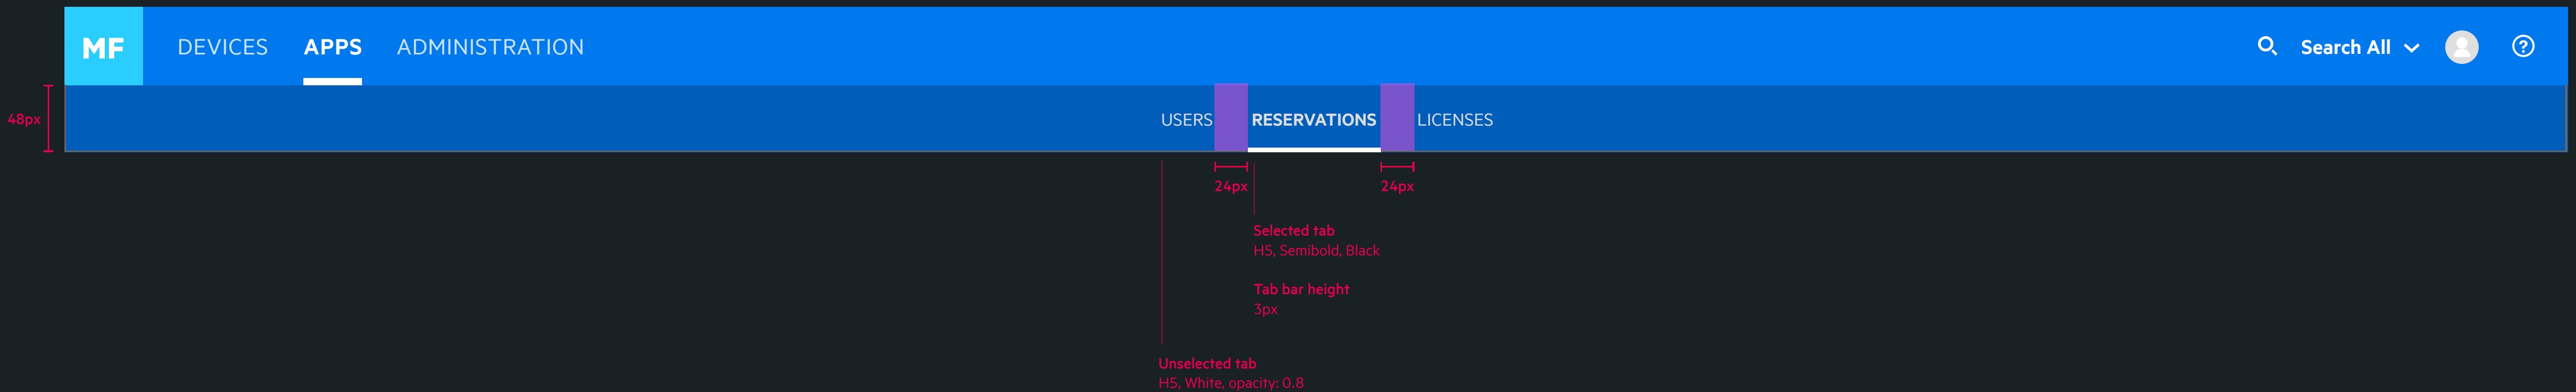 MF DEVICES APPS ADMINISTRATION Search All
48px USERS RESERVATIONS LICENSES
24px 24px
Selected tab
H5, Semibold, Black
Tab bar height
3px
Unselected tab
H5, White, opacity: 0.8